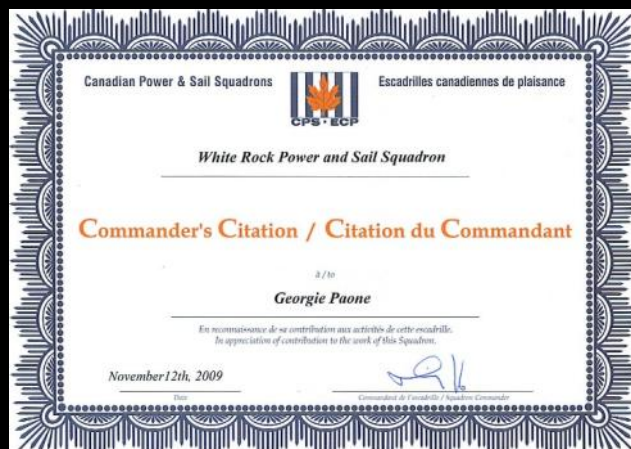 Canadian Power & Sail Squadrons
Escadrilles canadiennes de plaisance
CPS·ECP
White Rock Power and Sail Squadron
Commander's Citation / Citation du Commandant
à / to
Georgie Paone
En reconnaissance de sa contribution aux activités de cette escadrille.
In appreciation of contribution to the work of this Squadron.
November12th, 2009
Date
Commandant de l'escadrille / Squadron Commander